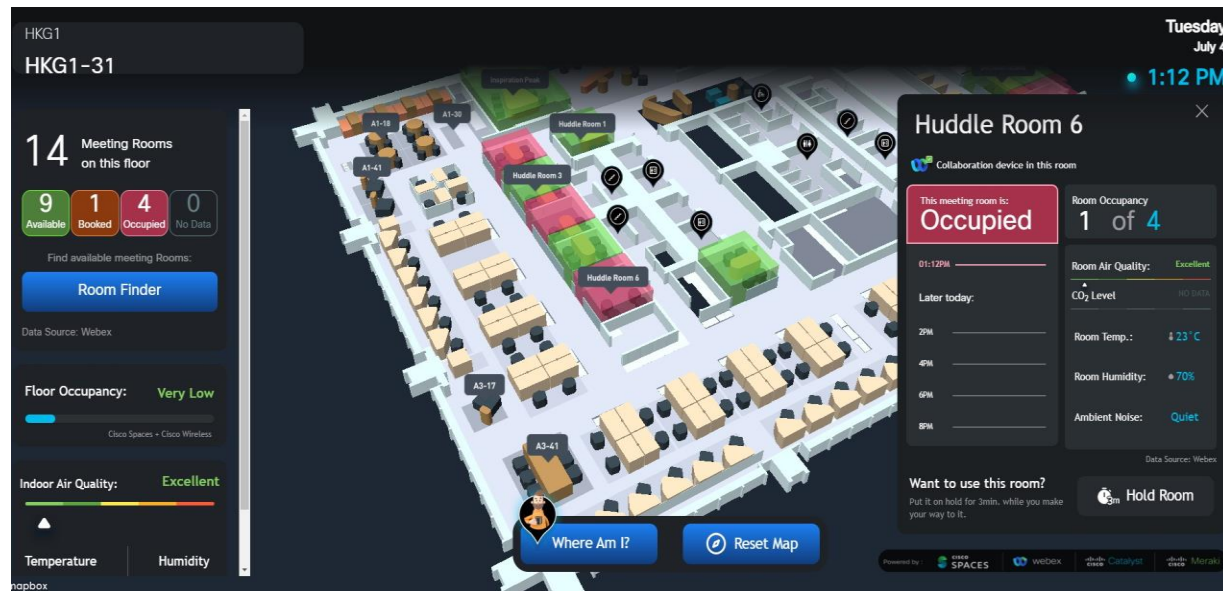 HKG1
HKG1-31
Tuesday
July 4
1:12 PM
14 Meeting Rooms
on this floor
9
Available
1
Booked
4
Occupied
0
No Data
Find available meeting Rooms:
Room Finder
Data Source: Webex
Floor Occupancy: Very Low
Cisco Spaces + Cisco Wireless
Indoor Air Quality: Excellent
Temperature Humidity
mapbox
Inspiration Peak
A1-18
A1-30
Huddle Room 1
A1-41
Huddle Room 3
Huddle Room 6
A3-17
A3-41
Where Am I?
Reset Map
Huddle Room 6
Collaboration device in this room
This meeting room is:
Occupied
Room Occupancy
1 of 4
01:12PM
Later today:
2PM
4PM
6PM
8PM
Room Air Quality: Excellent
CO2 Level NO DATA
Room Temp.: 23°C
Room Humidity: 70%
Ambient Noise: Quiet
Data Source: Webex
Want to use this room?
Put it on hold for 3min. while you make
your way to it.
3m Hold Room
Powered by :
CISCO
SPACES
webex
CISCO Catalyst
CISCO Meraki